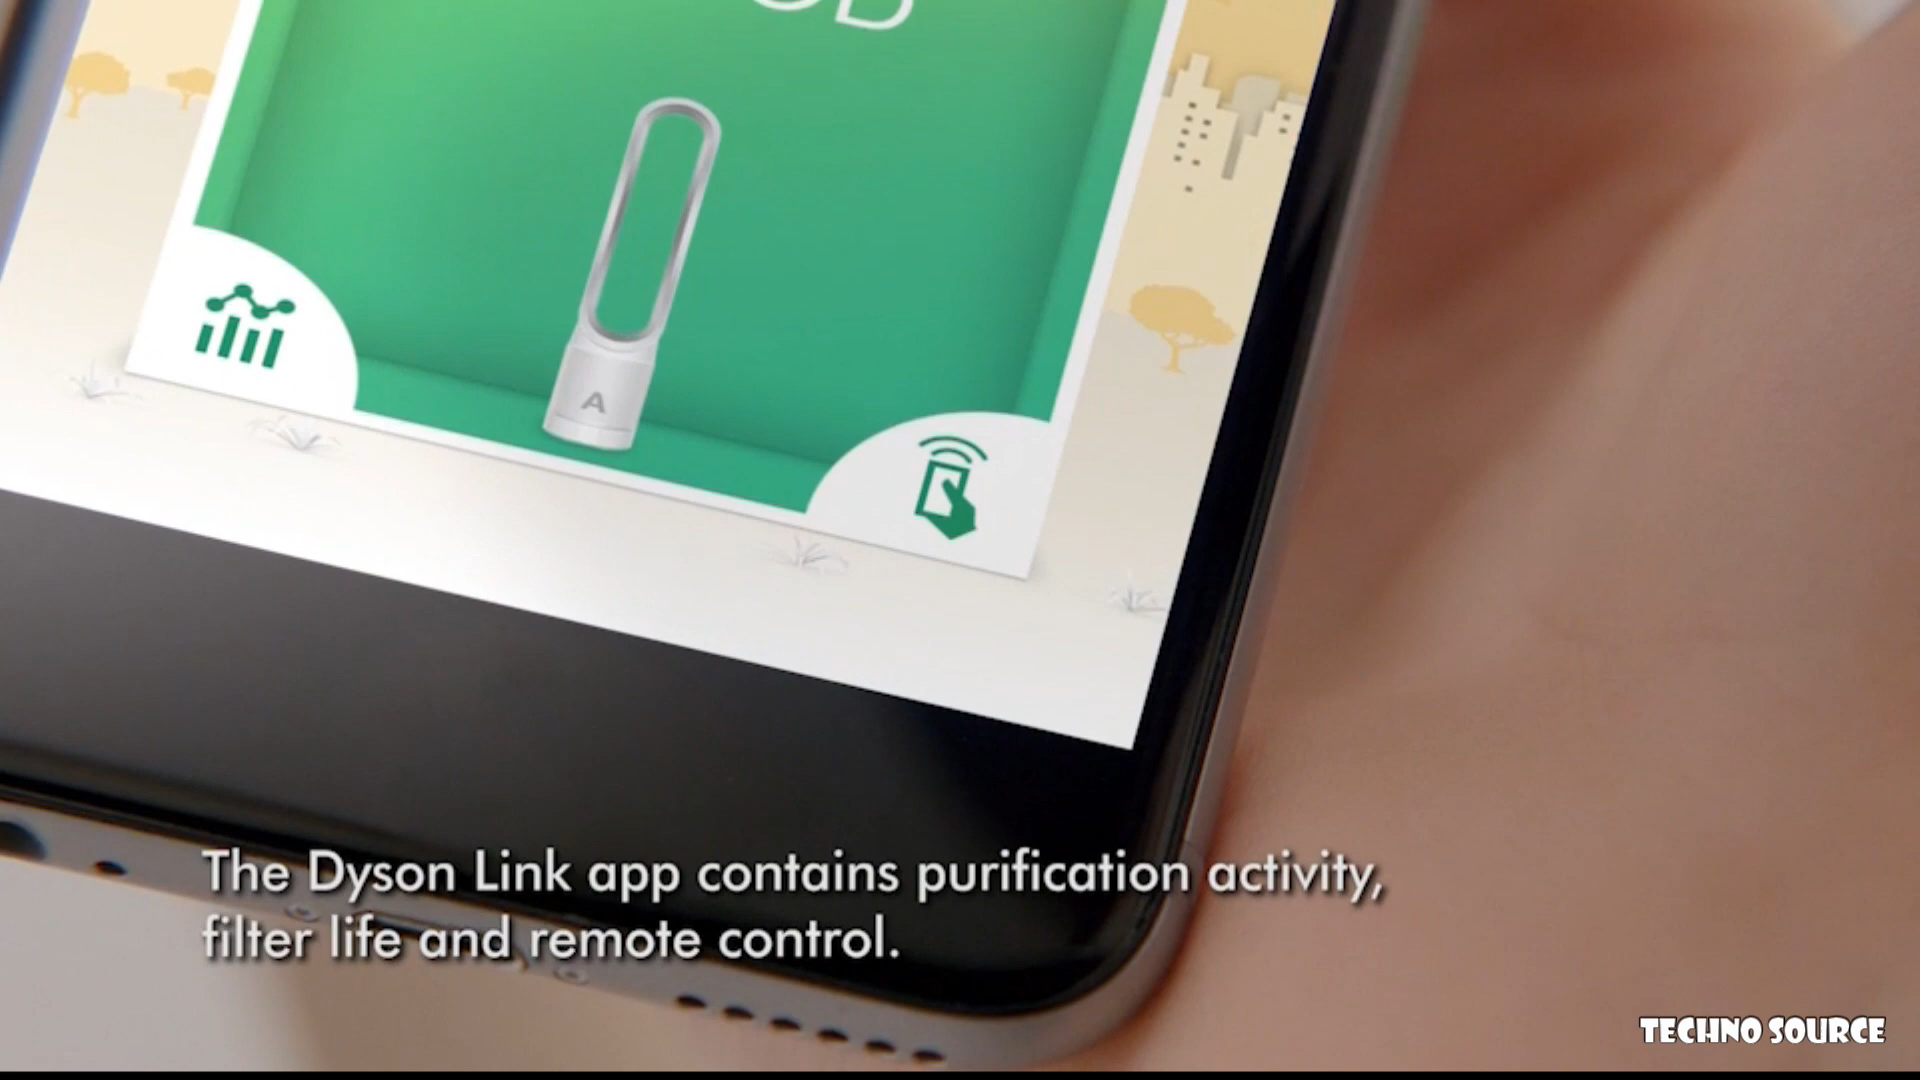 A
The Dyson Link app contains purification activity,
filter life and remote control.
TECHNO SOURCE